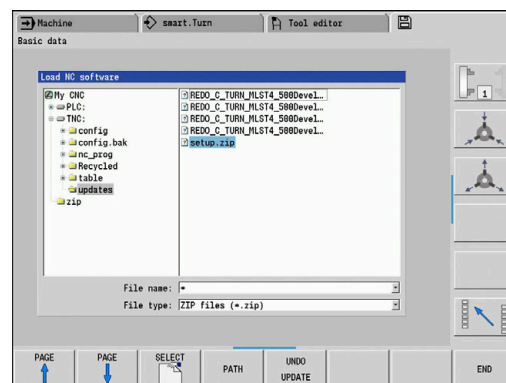 Machine
smart.Turn
Tool editor
Basic data
Load NC software
My CNC
PLC:
TNC:
config
config.bak
nc_prog
Recycled
table
updates
zip
REDO_C_TURN_MLST4_500Devel…
REDO_C_TURN_MLST4_500Devel…
REDO_C_TURN_MLST4_500Devel…
REDO_C_TURN_MLST4_500Devel…
setup.zip
1
File name: *
File type: ZIP files (*.zip)
PAGE
PAGE
SELECT
PATH
UNDO
UPDATE
END